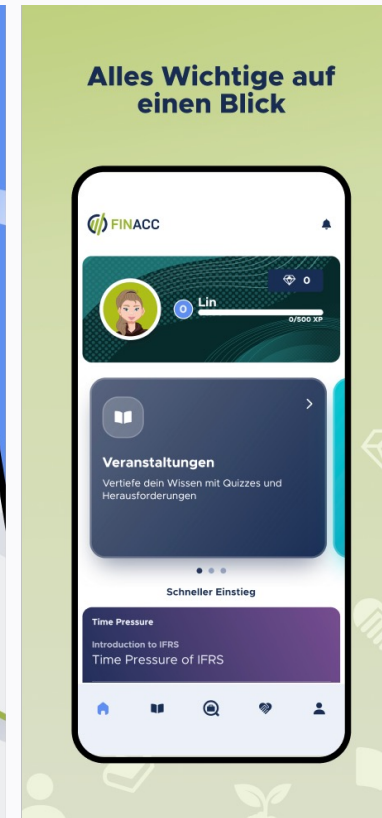 Alles Wichtige auf
einen Blick
FINACC
0
0
Lin
0/500 XP
Veranstaltungen
Vertiefe dein Wissen mit Quizzes und
Herausforderungen
Schneller Einstieg
Time Pressure
Introduction to IFRS
Time Pressure of IFRS